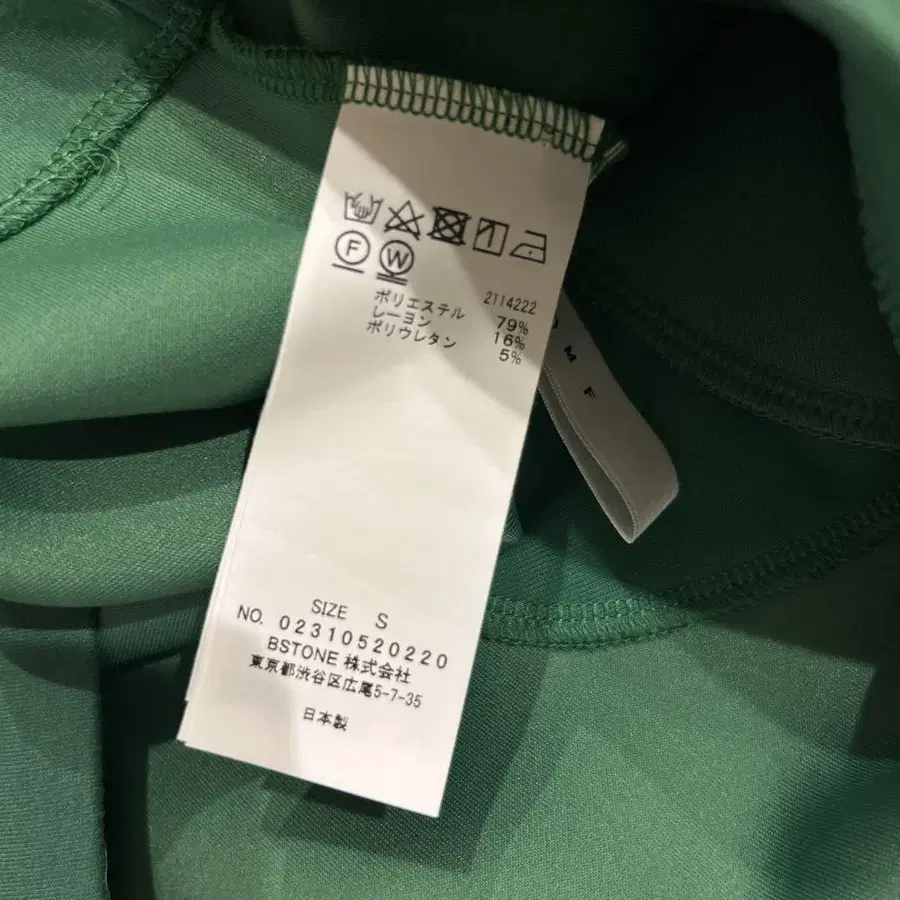 F W
2114222
ポリエステル 79%
レーヨン 16%
ポリウレタン 5%
M F
SIZE S
NO. 02310520220
BSTONE 株式会社
東京都渋谷区広尾5-7-35
日本製